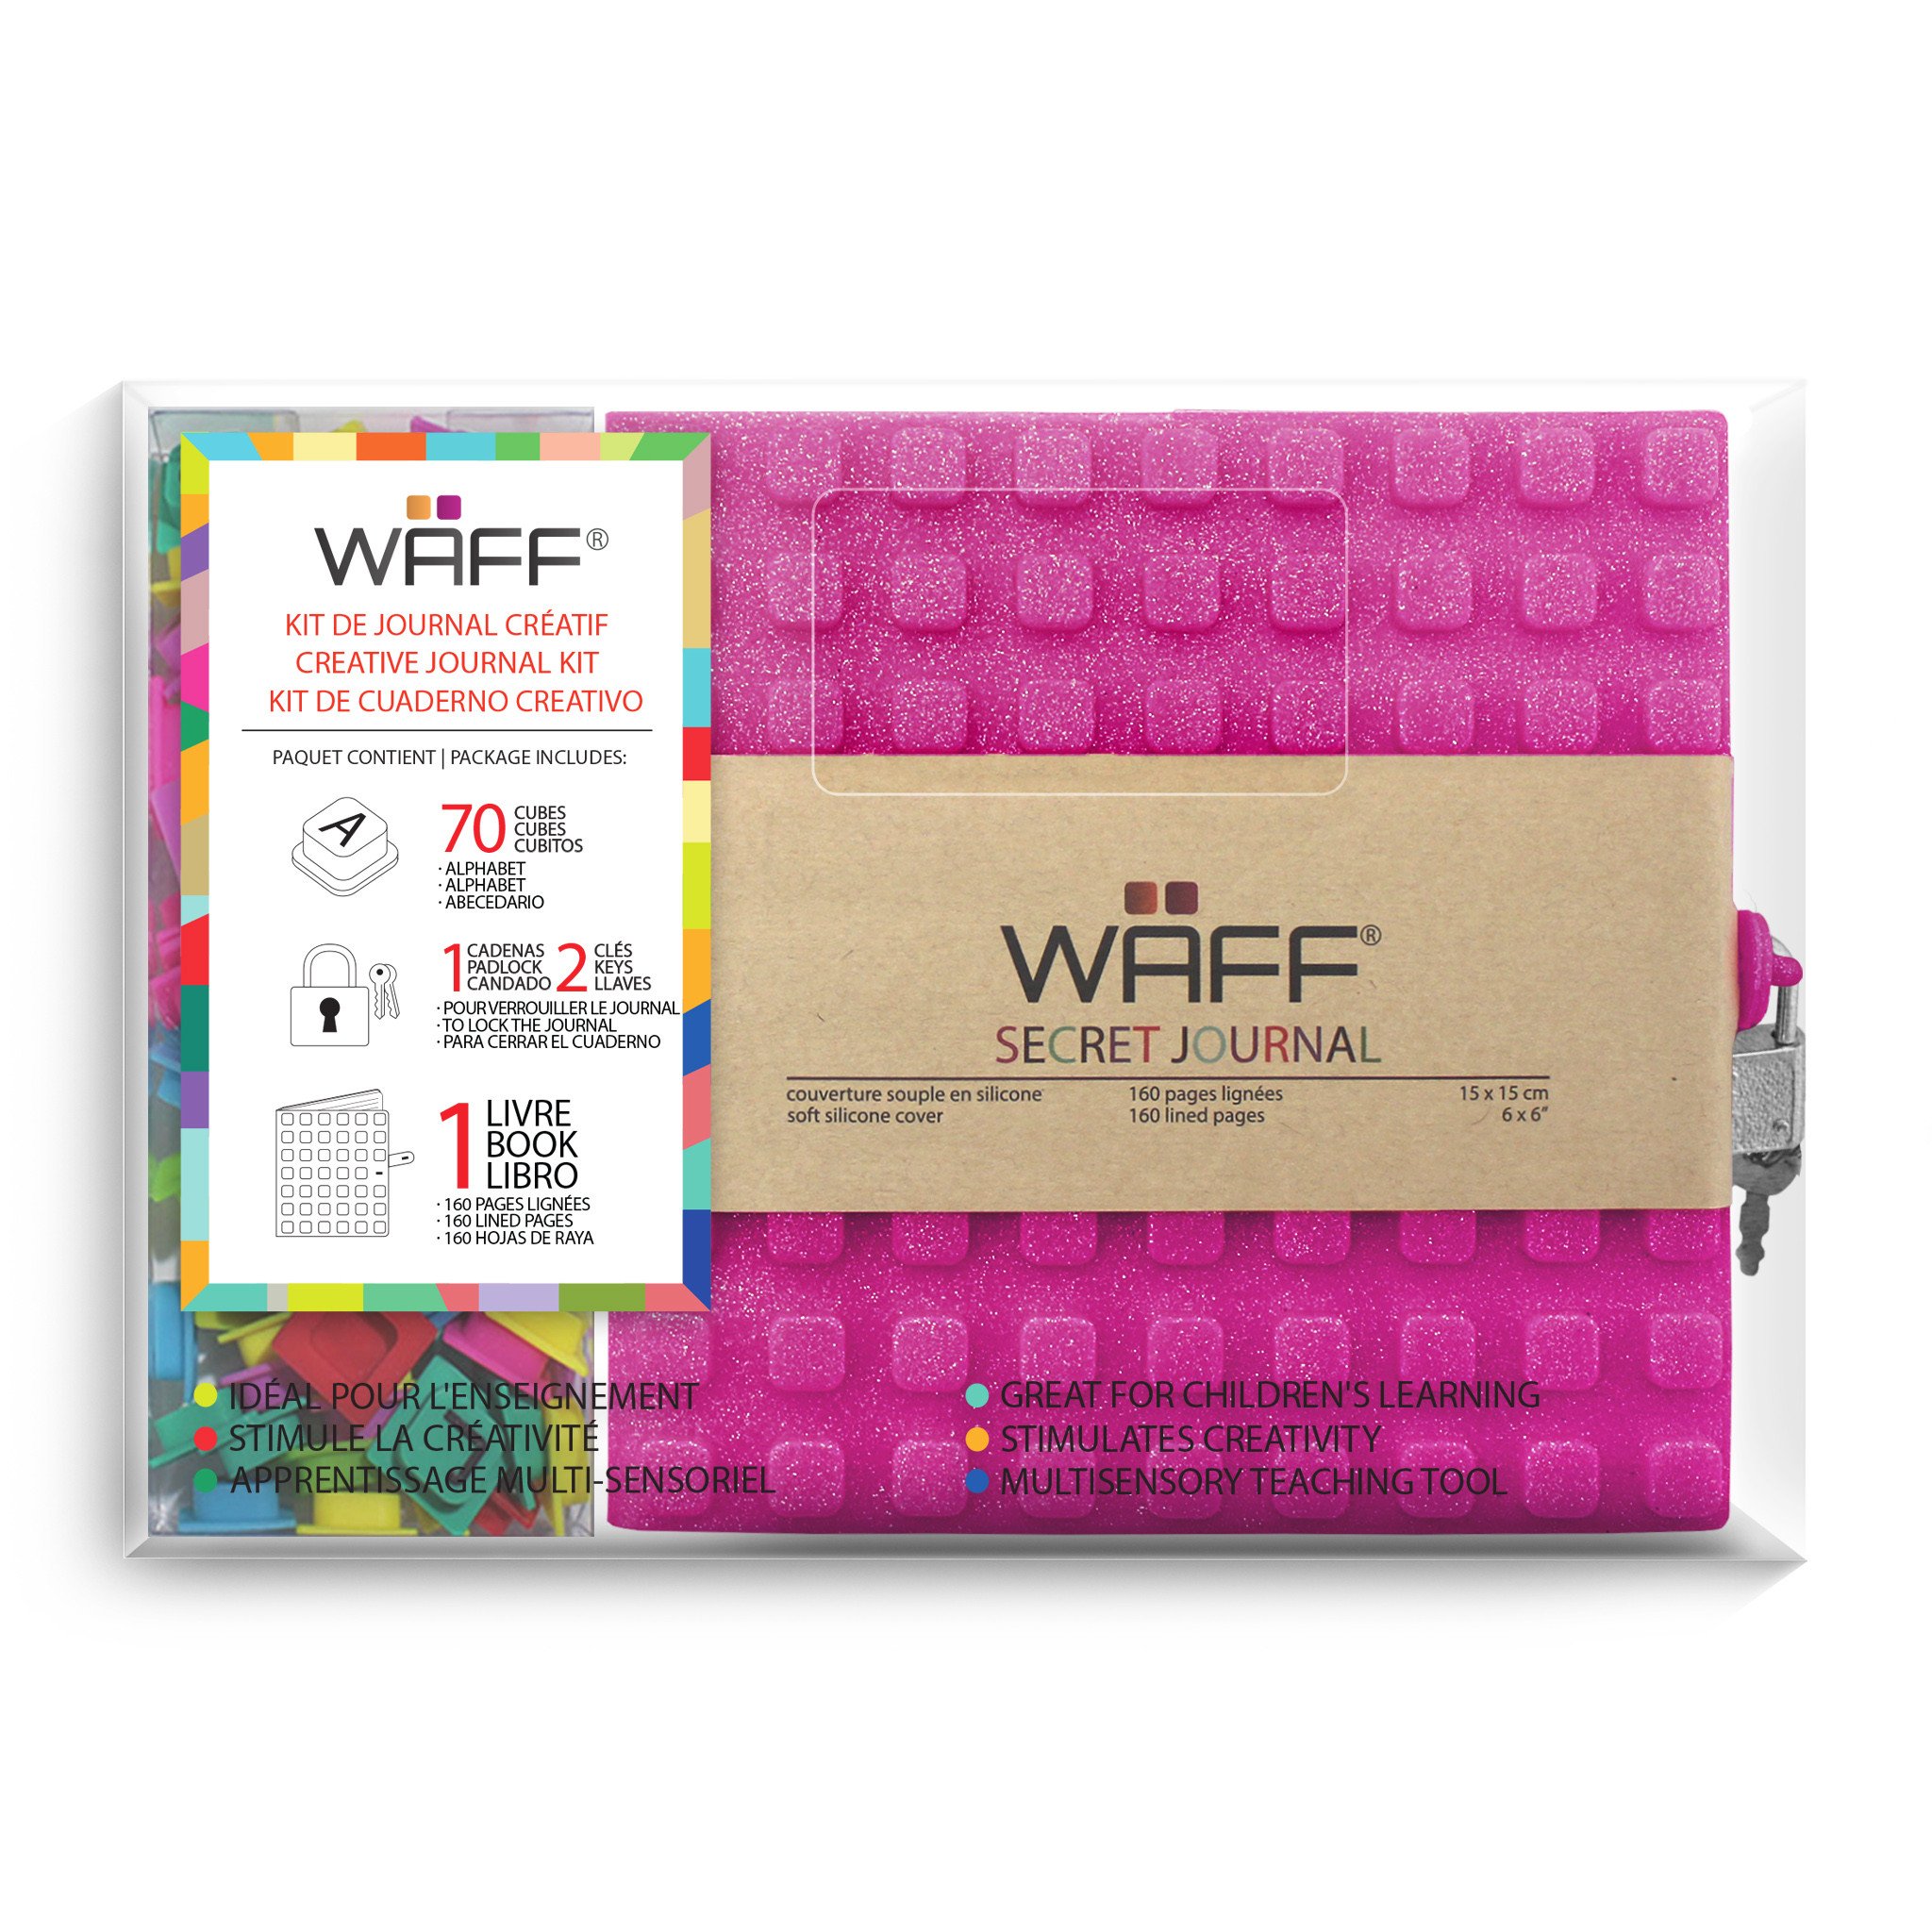 WÄFF®
KIT DE JOURNAL CRÉATIF
CREATIVE JOURNAL KIT
KIT DE CUADERNO CREATIVO
PAQUET CONTIENT | PACKAGE INCLUDES:
A
70 CUBES
CUBES
CUBITOS
· ALPHABET
· ALPHABET
· ABECEDARIO
1 CADENAS 2 CLÉS
PADLOCK KEYS
CANDADO LLAVES
· POUR VERROUILLER LE JOURNAL
· TO LOCK THE JOURNAL
· PARA CERRAR EL CUADERNO
1 LIVRE
BOOK
LIBRO
· 160 PAGES LIGNÉES
· 160 LINED PAGES
· 160 HOJAS DE RAYA
WÄFF®
SECRET JOURNAL
couverture souple en silicone 160 pages lignées 15 x 15 cm
soft silicone cover 160 lined pages 6 x 6”
IDÉAL POUR L'ENSEIGNEMENT
STIMULE LA CRÉATIVITÉ
APPRENTISSAGE MULTI-SENSORIEL
GREAT FOR CHILDREN'S LEARNING
STIMULATES CREATIVITY
MULTISENSORY TEACHING TOOL